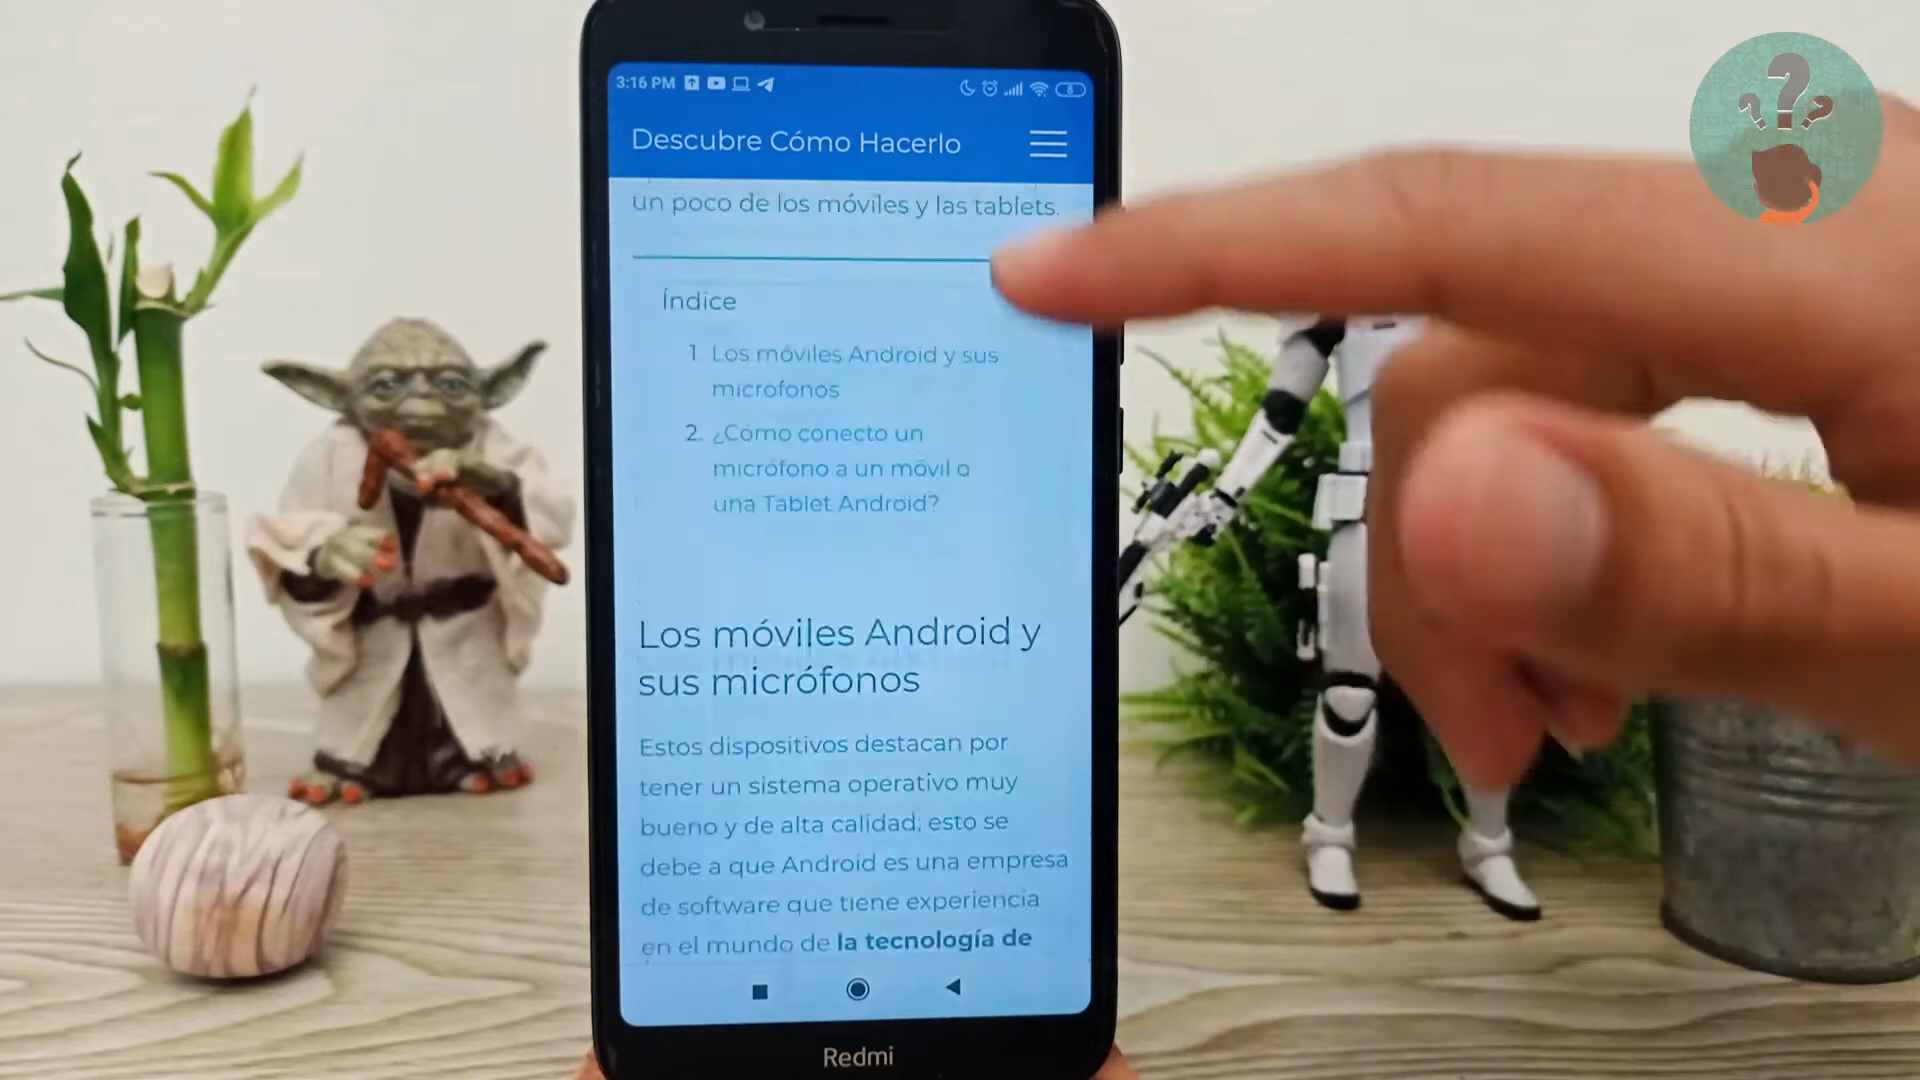 3:16 PM
Descubre Cómo Hacerlo
un poco de los móviles y las tablets.
Índice
1. Los móviles Android y sus
micrófonos
2. ¿Cómo conecto un
micrófono a un móvil o
una Tablet Android?
Los móviles Android y
sus micrófonos
Estos dispositivos destacan por
tener un sistema operativo muy
bueno y de alta calidad; esto se
debe a que Android es una empresa
de software que tiene experiencia
en el mundo de la tecnología de
Redmi